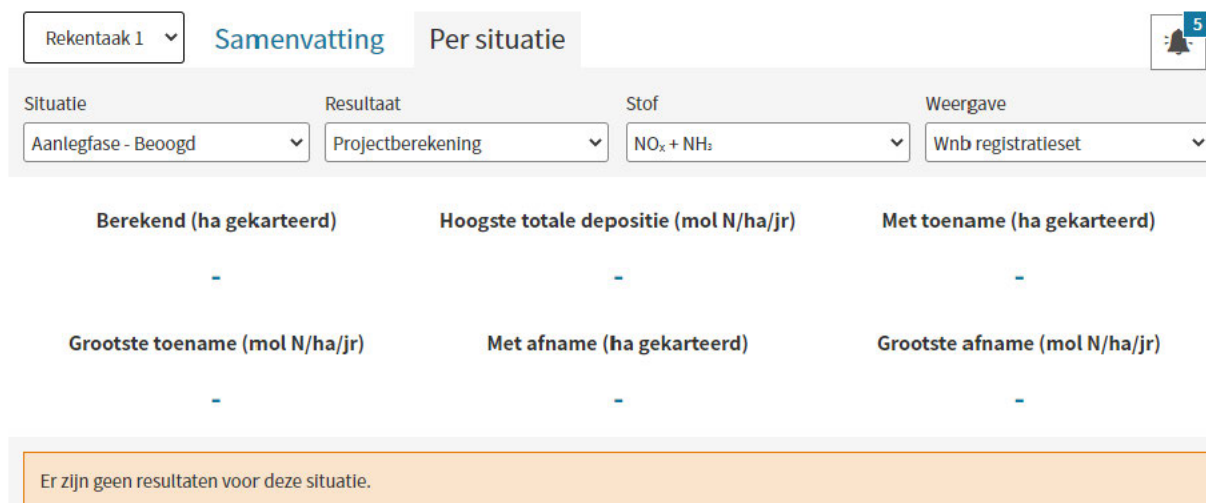 Rekentaak 1 Samenvatting Per situatie 5
Situatie Resultaat Stof Weergave
Aanlegfase - Beoogd Projectberekening NOₓ + NH₃ Wnb registratieset
Berekend (ha gekarteerd) Hoogste totale depositie (mol N/ha/jr) Met toename (ha gekarteerd)
- - -
Grootste toename (mol N/ha/jr) Met afname (ha gekarteerd) Grootste afname (mol N/ha/jr)
- - -
Er zijn geen resultaten voor deze situatie.